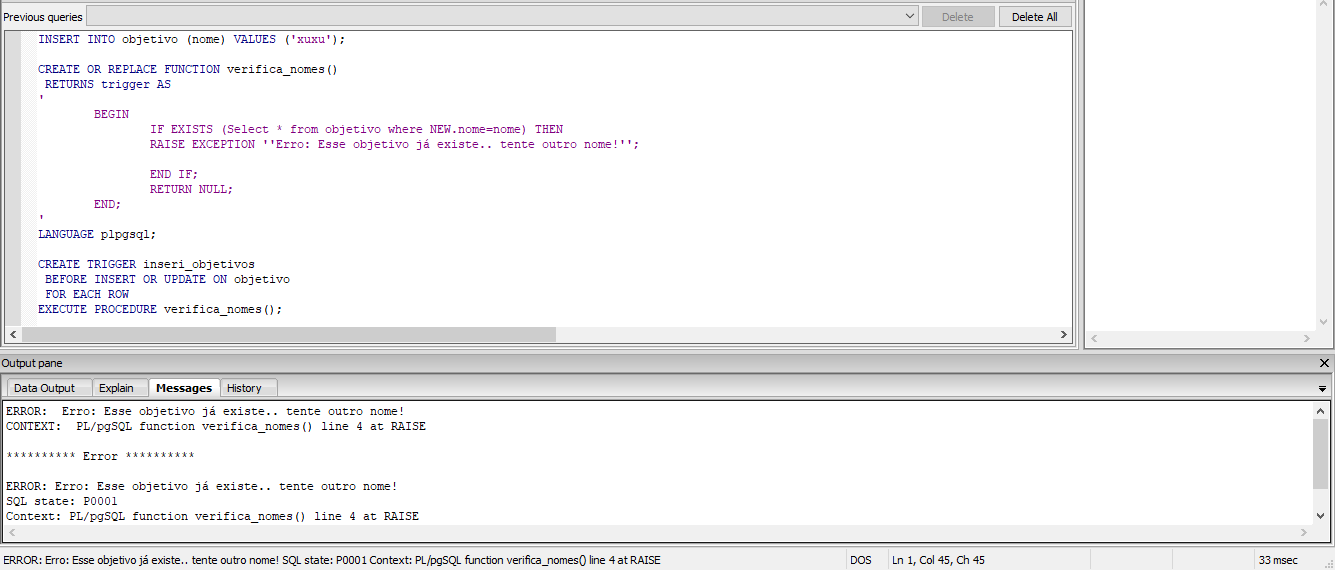 Previous queries Delete Delete All
INSERT INTO objetivo (nome) VALUES ('xuxu');
CREATE OR REPLACE FUNCTION verifica_nomes()
RETURNS trigger AS
'
BEGIN
IF EXISTS (Select * from objetivo where NEW.nome=nome) THEN
RAISE EXCEPTION ''Erro: Esse objetivo já existe.. tente outro nome!'';
END IF;
RETURN NULL;
END;
'
LANGUAGE plpgsql;
CREATE TRIGGER inseri_objetivos
BEFORE INSERT OR UPDATE ON objetivo
FOR EACH ROW
EXECUTE PROCEDURE verifica_nomes();
Output pane
Data Output Explain Messages History
ERROR:  Erro: Esse objetivo já existe.. tente outro nome!
CONTEXT:  PL/pgSQL function verifica_nomes() line 4 at RAISE
********** Error **********
ERROR: Erro: Esse objetivo já existe.. tente outro nome!
SQL state: P0001
Context: PL/pgSQL function verifica_nomes() line 4 at RAISE
ERROR: Erro: Esse objetivo já existe.. tente outro nome! SQL state: P0001 Context: PL/pgSQL function verifica_nomes() line 4 at RAISE DOS Ln 1, Col 45, Ch 45 33 msec